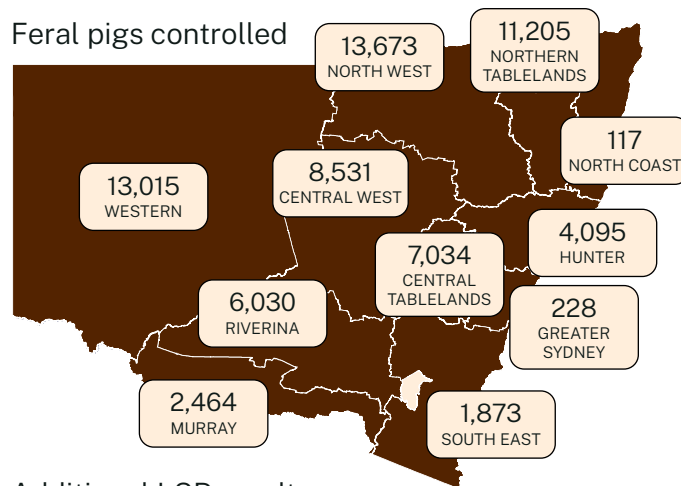 Feral pigs controlled
13,673
NORTH WEST
11,205
NORTHERN
TABLELANDS
117
NORTH COAST
8,531
CENTRAL WEST
13,015
WESTERN
4,095
HUNTER
7,034
CENTRAL
TABLELANDS
6,030
RIVERINA
228
GREATER
SYDNEY
2,464
MURRAY
1,873
SOUTH EAST